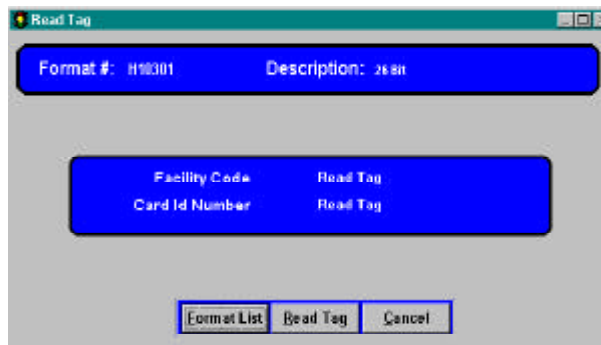 Read Tag
Format #: H10301 Description: 26 Bit
Facility Code Read Tag
Card Id Number Read Tag
Format List Read Tag Cancel